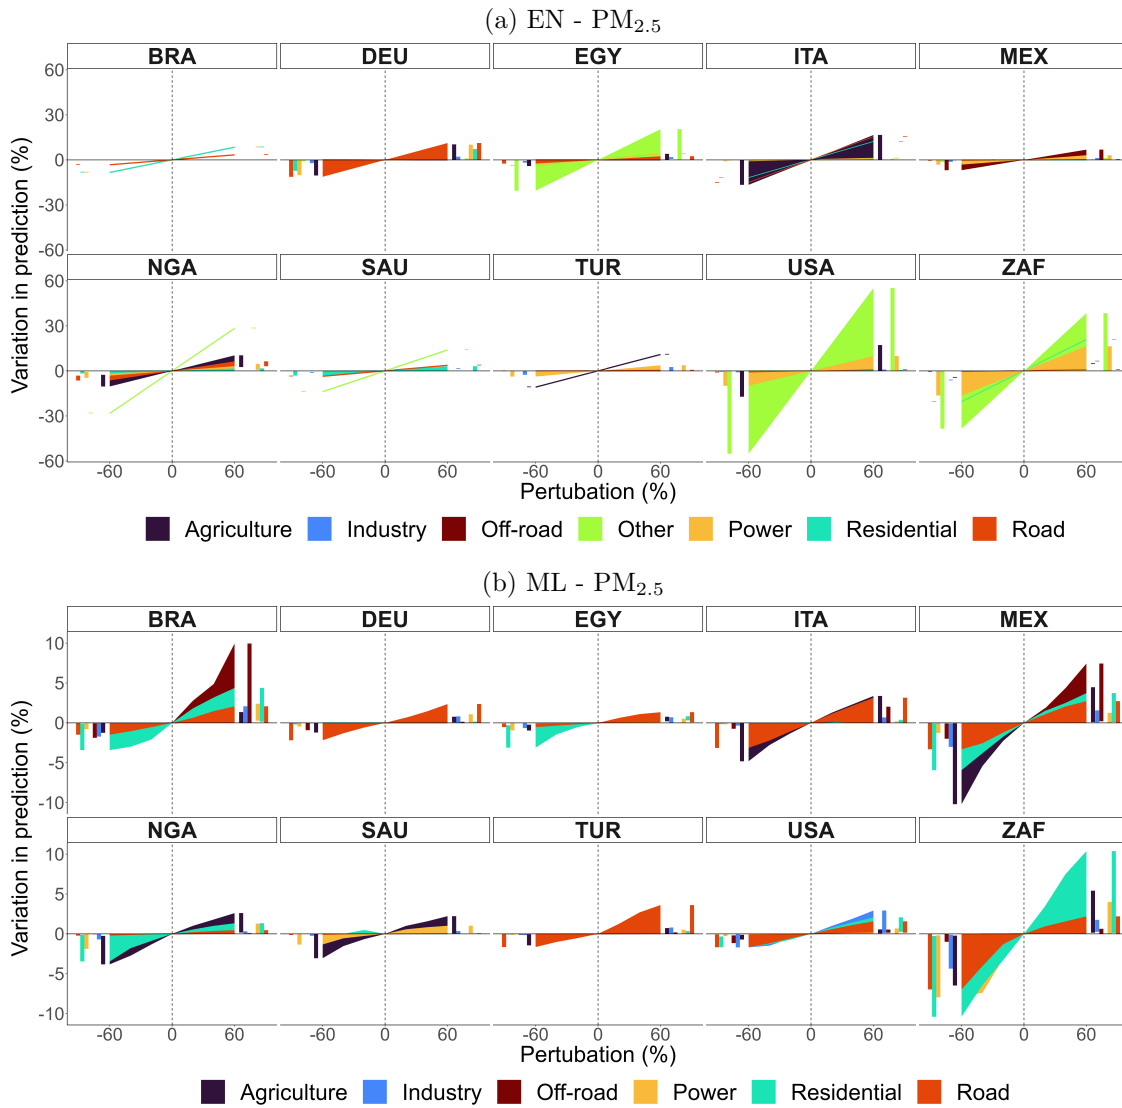 (a) EN - PM2.5
BRA DEU EGY ITA MEX
60
30
0
-30
-60
NGA SAU TUR USA ZAF
60
30
0
-30
-60
Variation in prediction (%)
-60 0 60 -60 0 60 -60 0 60 -60 0 60 -60 0 60
Pertubation (%)
Agriculture Industry Off-road Other Power Residential Road
(b) ML - PM2.5
BRA DEU EGY ITA MEX
10
5
0
-5
-10
NGA SAU TUR USA ZAF
10
5
0
-5
-10
Variation in prediction (%)
-60 0 60 -60 0 60 -60 0 60 -60 0 60 -60 0 60
Pertubation (%)
Agriculture Industry Off-road Power Residential Road